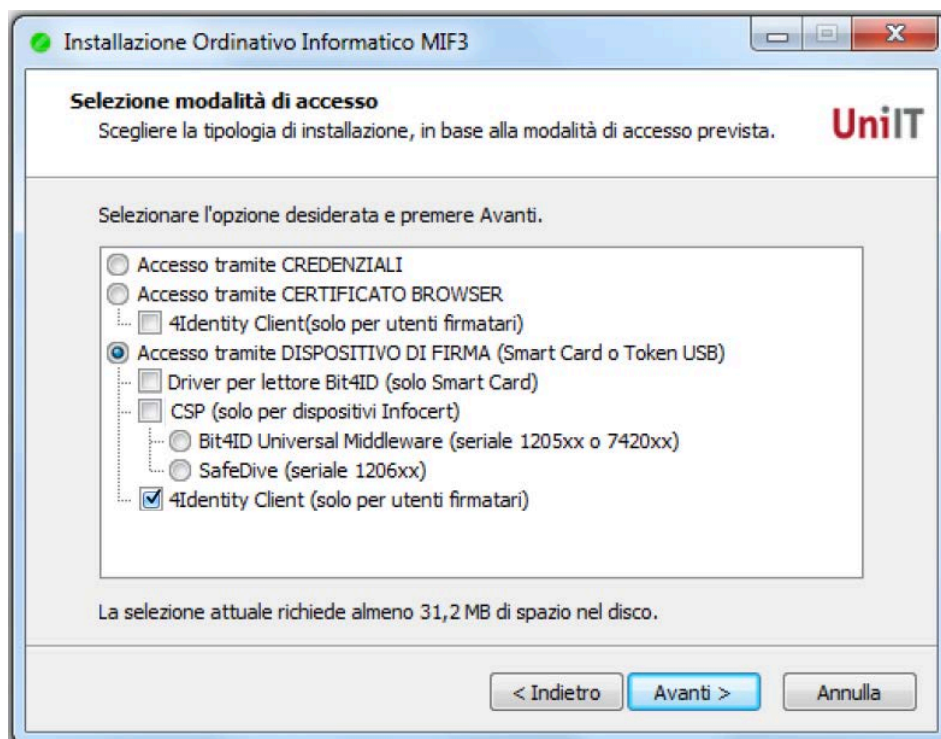 Installazione Ordinativo Informatico MIF3
Selezione modalità di accesso
Scegliere la tipologia di installazione, in base alla modalità di accesso prevista.
UniIT
Selezionare l'opzione desiderata e premere Avanti.
Accesso tramite CREDENZIALI
Accesso tramite CERTIFICATO BROWSER
4Identity Client(solo per utenti firmatari)
Accesso tramite DISPOSITIVO DI FIRMA (Smart Card o Token USB)
Driver per lettore Bit4ID (solo Smart Card)
CSP (solo per dispositivi Infocert)
Bit4ID Universal Middleware (seriale 1205xx o 7420xx)
SafeDive (seriale 1206xx)
4Identity Client (solo per utenti firmatari)
La selezione attuale richiede almeno 31,2 MB di spazio nel disco.
< Indietro Avanti > Annulla